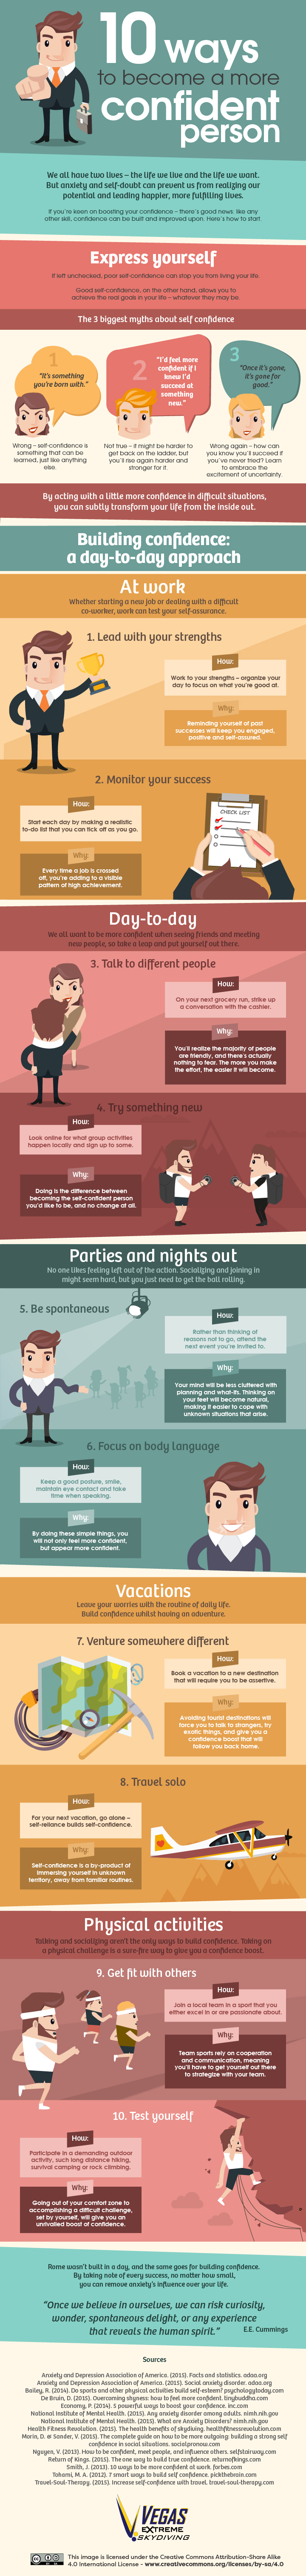 10 ways
to become a more
confident
person
We all have two lives – the life we live and the life we want.
But anxiety and self-doubt can prevent us from realizing our
potential and leading happier, more fulfilling lives.
If you're keen on boosting your confidence – there's good news: like any
other skill, confidence can be built and improved upon. Here's how to start.
Express yourself
If left unchecked, poor self-confidence can stop you from living your life.
Good self-confidence, on the other hand, allows you to
achieve the real goals in your life – whatever they may be.
The 3 biggest myths about self confidence
1
"It's something
you're born with."
2
"I'd feel more
confident if I
knew I'd
succeed at
something
new."
3
"Once it's gone,
it's gone for
good."
Wrong – self-confidence is
something that can be
learned, just like anything
else.
Not true – it might be harder to
get back on the ladder, but
you'll rise again harder and
stronger for it.
Wrong again – how can
you know you'll succeed if
you've never tried? Learn
to embrace the
excitement of uncertainty.
By acting with a little more confidence in difficult situations,
you can subtly transform your life from the inside out.
Building confidence:
a day-to-day approach
At work
Whether starting a new job or dealing with a difficult
co-worker, work can test your self-assurance.
1. Lead with your strengths
How:
Work to your strengths – organize your
day to focus on what you're good at.
Why:
Reminding yourself of past
successes will keep you engaged,
positive and self-assured.
2. Monitor your success
How:
Start each day by making a realistic
to-do list that you can tick off as you go.
Why:
Every time a job is crossed
off, you're adding to a visible
pattern of high achievement.
CHECK LIST
Day-to-day
We all want to be more confident when seeing friends and meeting
new people, so take a leap and put yourself out there.
3. Talk to different people
How:
On your next grocery run, strike up
a conversation with the cashier.
Why:
You'll realize the majority of people
are friendly, and there's actually
nothing to fear. The more you make
the effort, the easier it will become.
4. Try something new
How:
Look online for what group activities
happen locally and sign up to some.
Why:
Doing is the difference between
becoming the self-confident person
you'd like to be, and no change at all.
Parties and nights out
No one likes feeling left out of the action. Socializing and joining in
might seem hard, but you just need to get the ball rolling.
5. Be spontaneous
How:
Rather than thinking of
reasons not to go, attend the
next event you're invited to.
Why:
Your mind will be less cluttered with
planning and what-ifs. Thinking on
your feet will become natural,
making it easier to cope with
unknown situations that arise.
6. Focus on body language
How:
Keep a good posture, smile,
maintain eye contact and take
time when speaking.
Why:
By doing these simple things, you
will not only feel more confident,
but appear more confident.
Vacations
Leave your worries with the routine of daily life.
Build confidence whilst having an adventure.
7. Venture somewhere different
How:
Book a vacation to a new destination
that will require you to be assertive.
Why:
Avoiding tourist destinations will
force you to talk to strangers, try
exotic things, and give you a
confidence boost that will
follow you back home.
8. Travel solo
How:
For your next vacation, go alone –
self-reliance builds self-confidence.
Why:
Self-confidence is a by-product of
immersing yourself in unknown
territory, away from familiar routines.
Physical activities
Talking and socializing aren't the only ways to build confidence. Taking on
a physical challenge is a sure-fire way to give you a confidence boost.
9. Get fit with others
How:
Join a local team in a sport that you
either excel in or are passionate about.
Why:
Team sports rely on cooperation
and communication, meaning
you'll have to get yourself out there
to strategize with your team.
10. Test yourself
How:
Participate in a demanding outdoor
activity, such long distance hiking,
survival camping or rock climbing.
Why:
Going out of your comfort zone to
accomplishing a difficult challenge,
set by yourself, will give you an
unrivalled boost of confidence.
Rome wasn't built in a day, and the same goes for building confidence.
By taking note of every success, no matter how small,
you can remove anxiety's influence over your life.
"Once we believe in ourselves, we can risk curiosity,
wonder, spontaneous delight, or any experience
that reveals the human spirit."
E.E. Cummings
Sources
Anxiety and Depression Association of America. (2015). Facts and statistics. adaa.org
Anxiety and Depression Association of America. (2015). Social anxiety disorder. adaa.org
Bailey, R. (2014). Do sports and other physical activities build self-esteem? psychologytoday.com
De Bruin, D. (2015). Overcoming shyness: how to feel more confident. tinybuddha.com
Economy, P. (2014). 5 powerful ways to boost your confidence. inc.com
National Institute of Mental Health. (2015). Any anxiety disorder among adults. nimh.nih.gov
National Institute of Mental Health. (2015). What are Anxiety Disorders? nimh.nih.gov
Health Fitness Revolution. (2015). The health benefits of skydiving. healthfitnessrevolution.com
Morin, D. & Sander, V. (2015). The complete guide on how to be more outgoing: building a strong self
confidence in social situations. socialpronow.com
Nguyen, V. (2013). How to be confident, meet people, and influence others. selfstairway.com
Return of Kings. (2015). The one way to build true confidence. returnofkings.com
Smith, J. (2013). 10 ways to be more confident at work. forbes.com
Tohami, M. A. (2012). 7 smart ways to build self confidence. pickthebrain.com
Travel-Soul-Therapy. (2015). Increase self-confidence with travel. travel-soul-therapy.com
VEGAS
EXTREME
SKYDIVING
This image is licensed under the Creative Commons Attribution-Share Alike
4.0 International License - www.creativecommons.org/licenses/by-sa/4.0